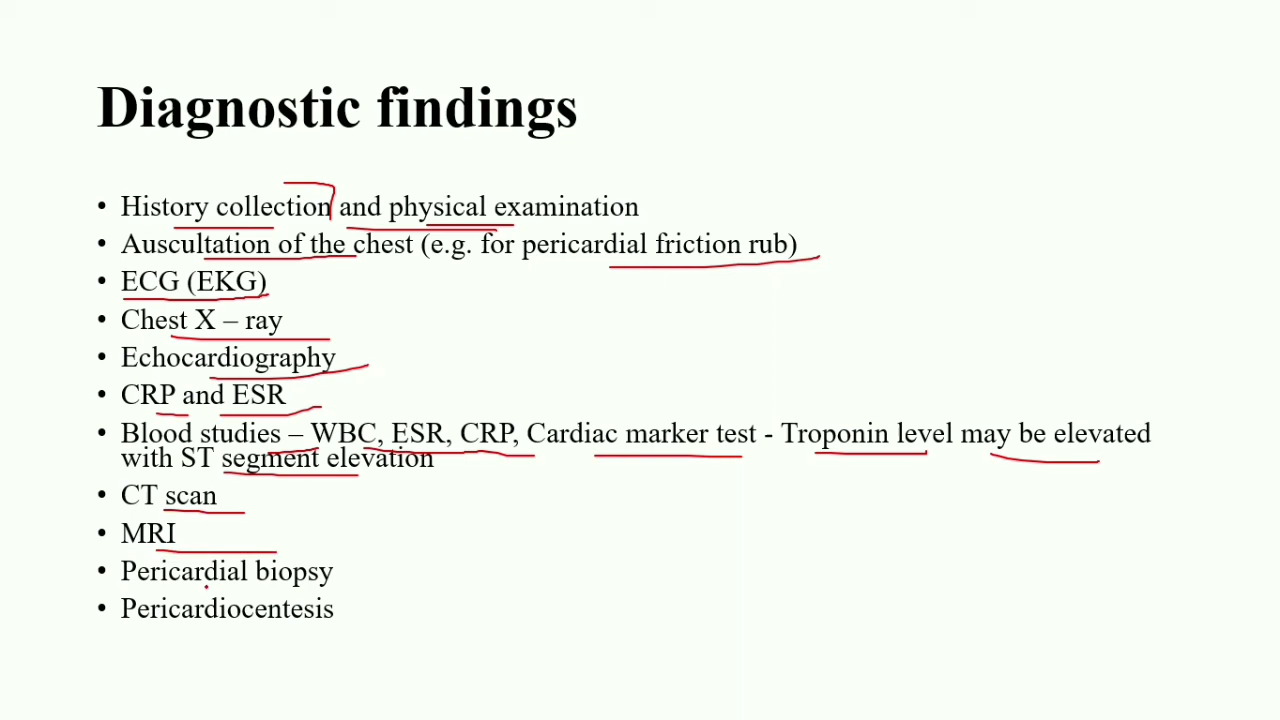 Diagnostic findings
• History collection and physical examination
• Auscultation of the chest (e.g. for pericardial friction rub)
• ECG (EKG)
• Chest X – ray
• Echocardiography
• CRP and ESR
• Blood studies – WBC, ESR, CRP, Cardiac marker test - Troponin level may be elevated
with ST segment elevation
• CT scan
• MRI
• Pericardial biopsy
• Pericardiocentesis